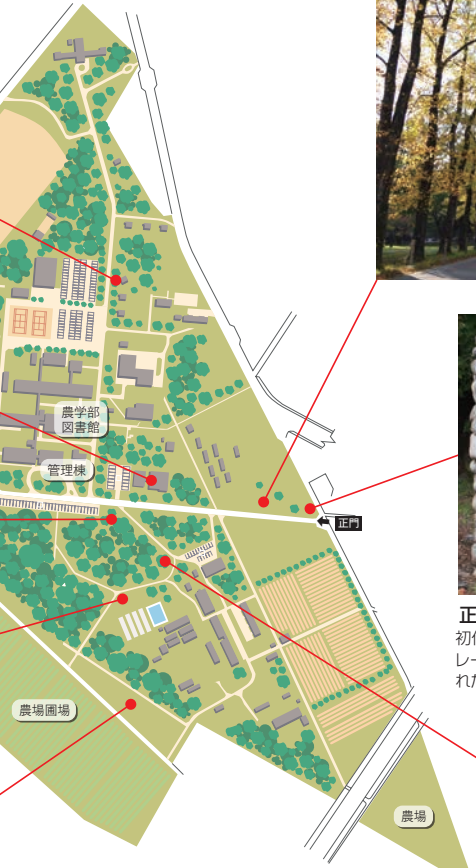 農学部
図書館
管理棟
正門
正
初代
レー
れた
農場圃場
農場